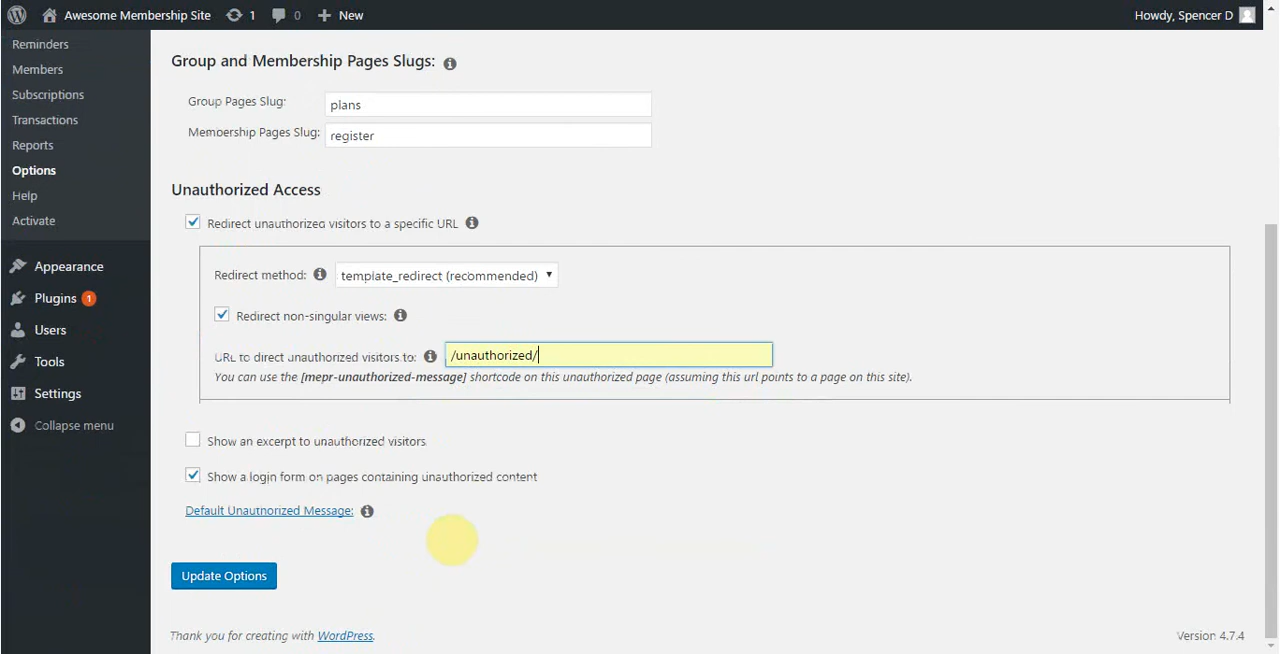 Awesome Membership Site 1 0 New Howdy, Spencer D
Reminders
Members
Subscriptions
Transactions
Reports
Options
Help
Activate
Appearance
Plugins 1
Users
Tools
Settings
Collapse menu
Group and Membership Pages Slugs:
Group Pages Slug: plans
Membership Pages Slug: register
Unauthorized Access
Redirect unauthorized visitors to a specific URL
Redirect method: template_redirect (recommended)
Redirect non-singular views:
URL to direct unauthorized visitors to: /unauthorized/
You can use the [mepr-unauthorized-message] shortcode on this unauthorized page (assuming this url points to a page on this site).
Show an excerpt to unauthorized visitors
Show a login form on pages containing unauthorized content
Default Unauthorized Message:
Update Options
Thank you for creating with WordPress. Version 4.7.4